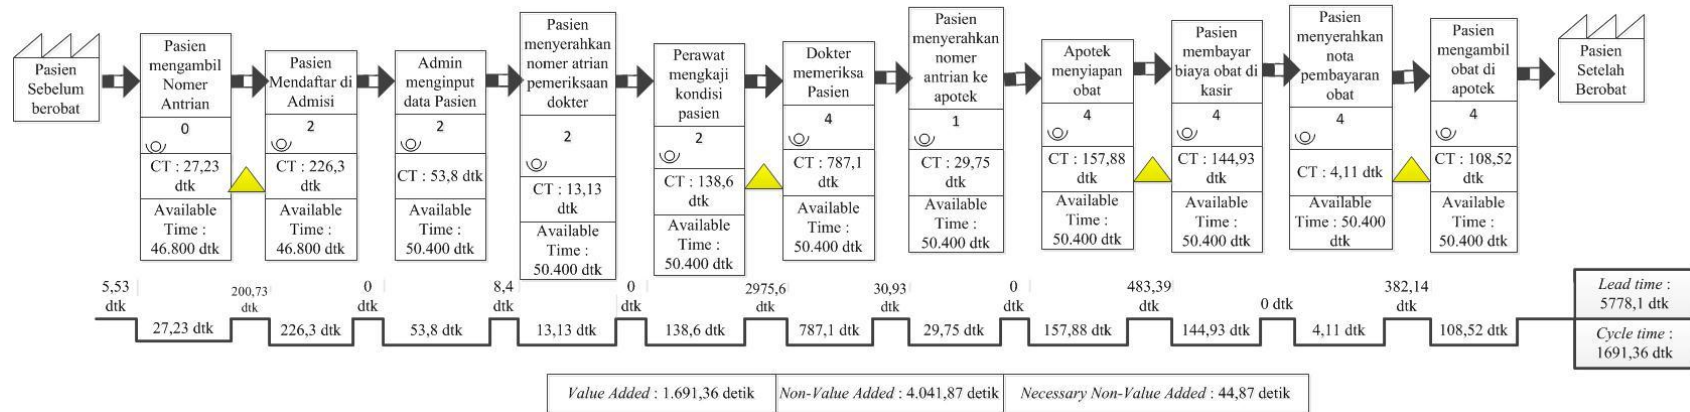 Pasien
Sebelum
berobat
Pasien
mengambil
Nomer
Antrian
0
CT : 27,23
dtk
Available
Time :
46.800 dtk
Pasien
Mendaftar di
Admisi
2
CT : 226,3
dtk
Available
Time :
46.800 dtk
Admin
menginput
data Pasien
2
CT : 53,8 dtk
Available
Time :
50.400 dtk
Pasien
menyerahkan
nomer atrian
pemeriksaan
dokter
2
CT : 13,13
dtk
Available
Time :
50.400 dtk
Perawat
mengkaji
kondisi
pasien
2
CT : 138,6
dtk
Available
Time :
50.400 dtk
Dokter
memeriksa
Pasien
4
CT : 787,1
dtk
Available
Time :
50.400 dtk
Pasien
menyerahkan
nomer
antrian ke
apotek
1
CT : 29,75
dtk
Available
Time :
50.400 dtk
Apotek
menyiapan
obat
4
CT : 157,88
dtk
Available
Time :
50.400 dtk
Pasien
membayar
biaya obat di
kasir
4
CT : 144,93
dtk
Available
Time :
50.400 dtk
Pasien
menyerahkan
nota
pembayaran
obat
4
CT : 4,11 dtk
Available
Time : 50.400
dtk
Pasien
mengambil
obat di
apotek
4
CT : 108,52
dtk
Available
Time :
50.400 dtk
Pasien
Setelah
Berobat
5,53
dtk
27,23 dtk
200,73
dtk
226,3 dtk
0
dtk
53,8 dtk
8,4
dtk
13,13 dtk
0
dtk
138,6 dtk
2975,6
dtk
787,1 dtk
30,93
dtk
29,75 dtk
0
dtk
157,88 dtk
483,39
dtk
144,93 dtk
0 dtk
4,11 dtk
382,14
dtk
108,52 dtk
Lead time :
5778,1 dtk
Cycle time :
1691,36 dtk
Value Added : 1.691,36 detik
Non-Value Added : 4.041,87 detik
Necessary Non-Value Added : 44,87 detik